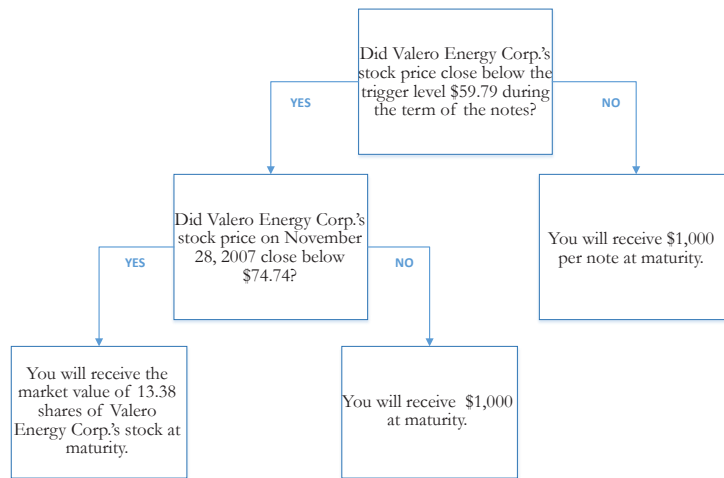 Did Valero Energy Corp.'s
stock price close below the
trigger level $59.79 during
the term of the notes?
YES
NO
Did Valero Energy Corp.'s
stock price on November
28, 2007 close below
$74.74?
You will receive $1,000
per note at maturity.
YES
NO
You will receive the
market value of 13.38
shares of Valero
Energy Corp.'s stock at
maturity.
You will receive $1,000
at maturity.